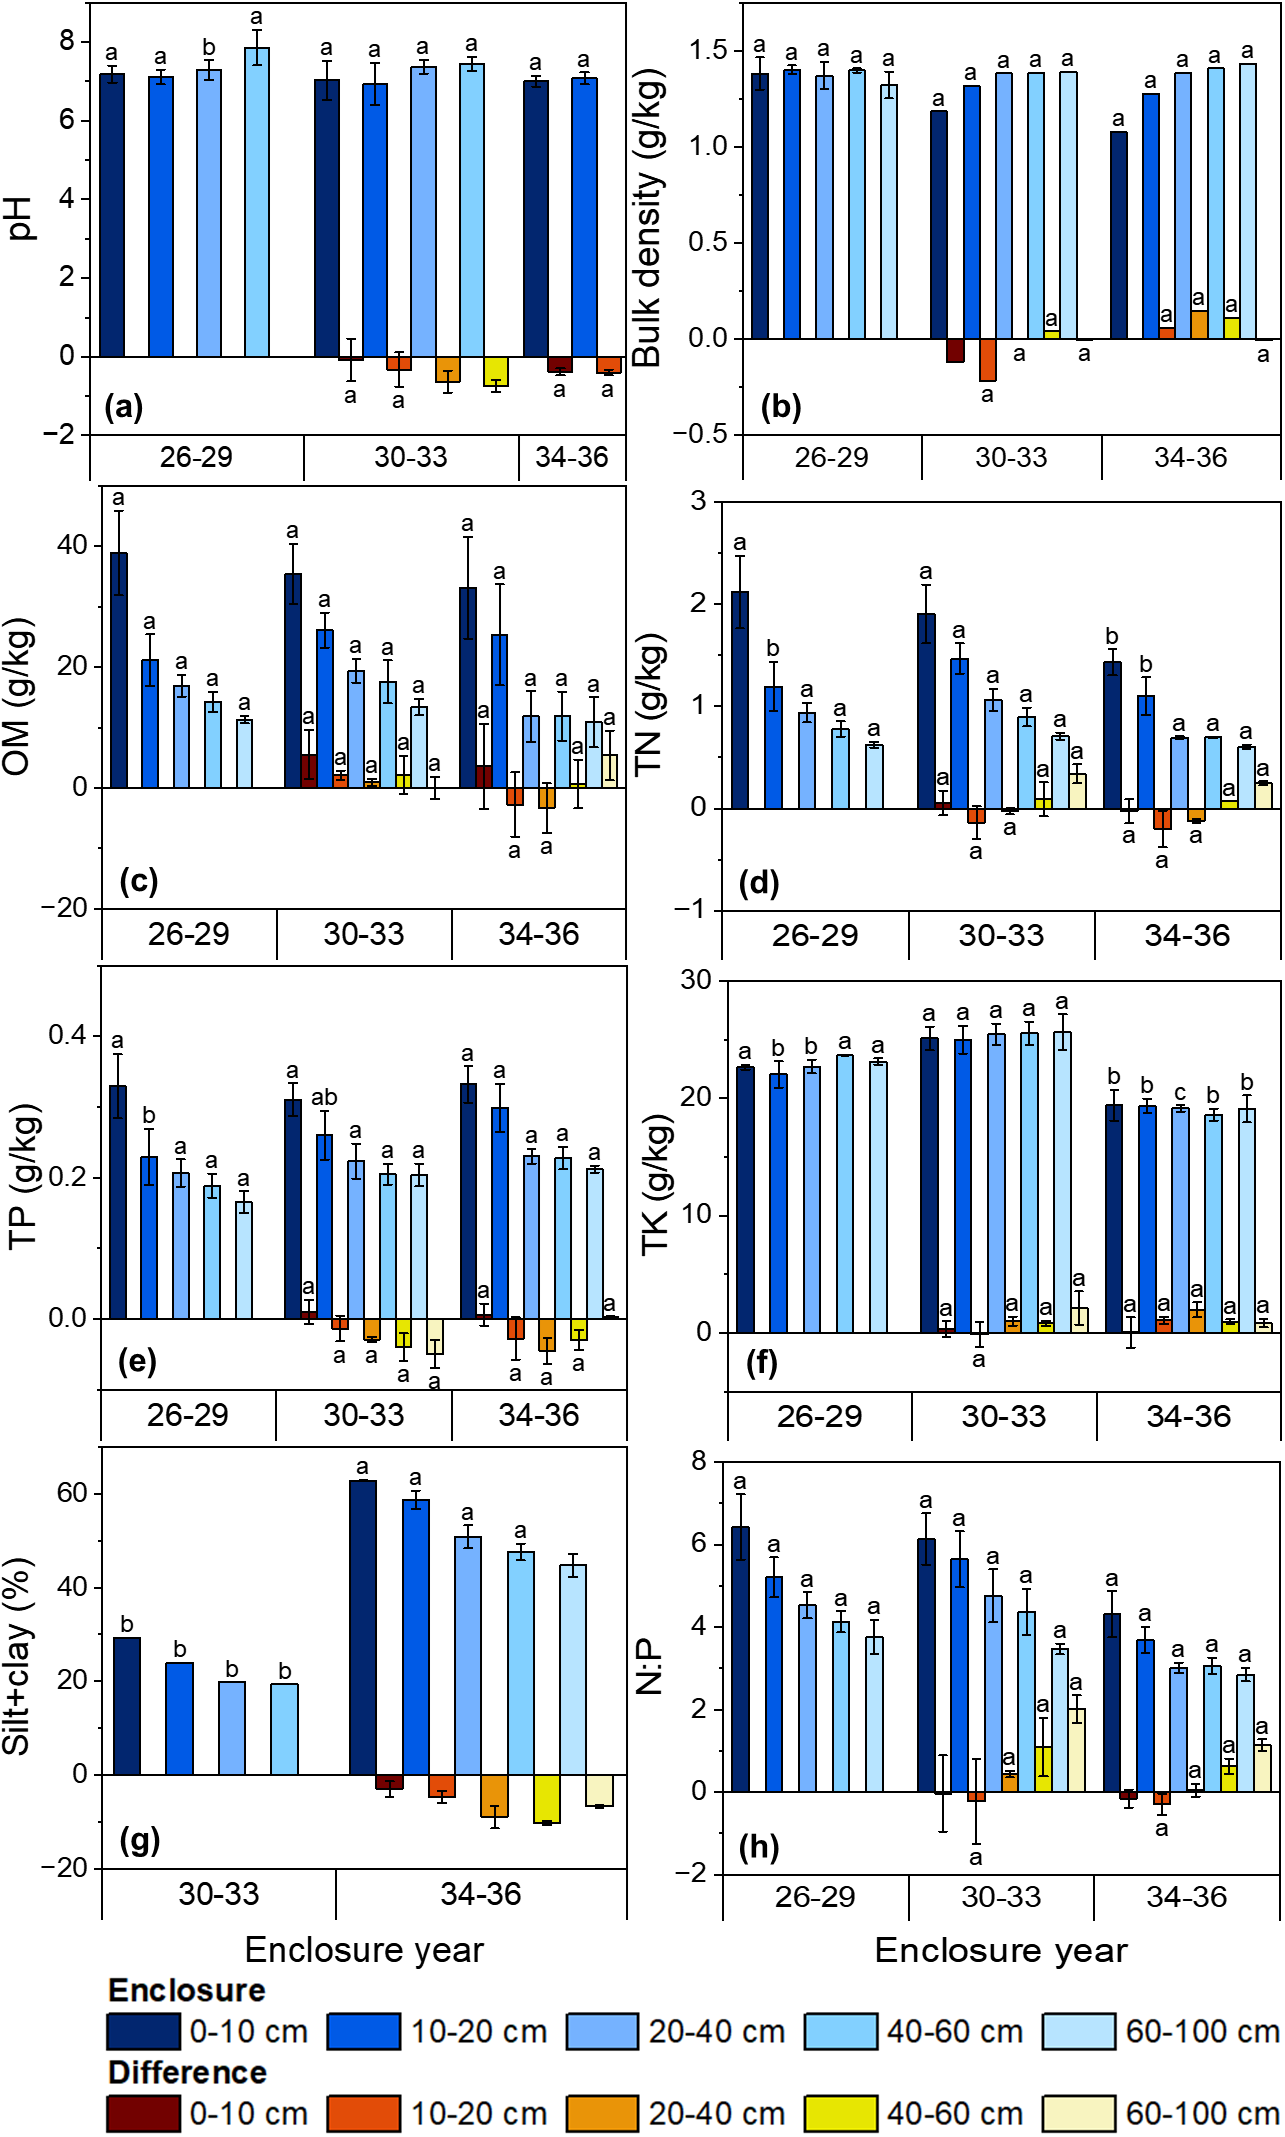 a a b a a a a a a a
8
6
4
2
0
−2
pH
a a a a
(a)
26-29 30-33 34-36
a a a a a a a a a a a a a a a
1.5
1.0
0.5
0.0
−0.5
Bulk density (g/kg)
a a a a a a a a
(b)
26-29 30-33 34-36
a a a a a a a a a a a a a a a
40
20
0
−20
OM (g/kg)
a a a a a a a a a
(c)
26-29 30-33 34-36
3
2
1
0
−1
a b a a a a a a a a b b a a a
TN (g/kg)
a a a a a a a a a a
(d)
26-29 30-33 34-36
a b a a a a ab a a a a a a a a
0.4
0.2
0.0
TP (g/kg)
a a a a a a a a a a
(e)
26-29 30-33 34-36
30
20
10
0
a b b a a a a a a a b b c b b
TK (g/kg)
a a a a a a a a a a
(f)
26-29 30-33 34-36
b b b b a a a a
60
40
20
0
−20
Silt+clay (%)
(g)
30-33 34-36
Enclosure year
8
6
4
2
0
−2
a a a a a a a a a a a a a a a
N:P
a a a a a a a a
(h)
26-29 30-33 34-36
Enclosure year
Enclosure
0-10 cm 10-20 cm 20-40 cm 40-60 cm 60-100 cm
Difference
0-10 cm 10-20 cm 20-40 cm 40-60 cm 60-100 cm